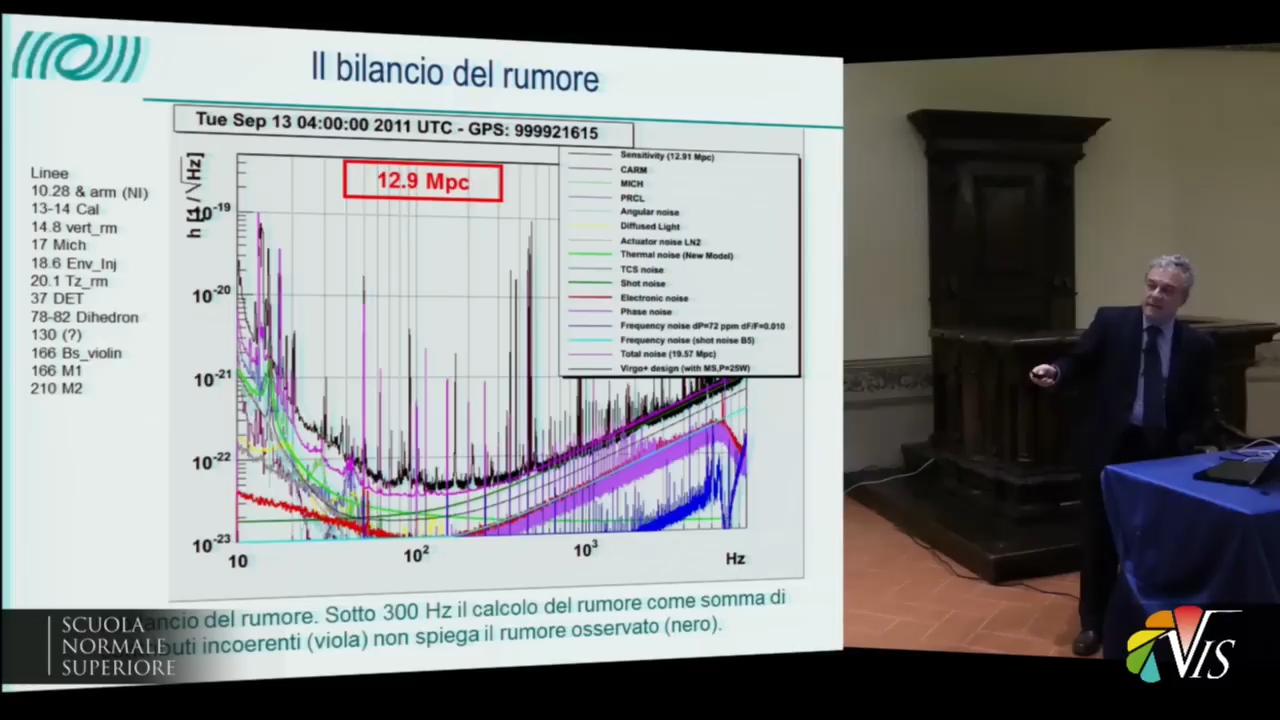 Il bilancio del rumore
Tue Sep 13 04:00:00 2011 UTC - GPS: 999921615
Linee
10.28 & arm (NI)
13-14 Cal
14.8 vert_rm
17 Mich
18.6 Env_Inj
20.1 Tz_rm
37 DET
78-82 Dihedron
130 (?)
166 Bs_violin
166 M1
210 M2
h [1/√Hz]
12.9 Mpc
10-19
10-20
10-21
10-22
10-23
10
10²
10³
Hz
Sensitivity (12.91 Mpc)
CARM
MICH
PRCL
Angular noise
Diffused Light
Actuator noise LN2
Thermal noise (New Model)
TCS noise
Shot noise
Electronic noise
Phase noise
Frequency noise dP=72 ppm dF/F=0.010
Frequency noise (shot noise B5)
Total noise (19.57 Mpc)
Virgo+ design (with MS,P=25W)
del rumore. Sotto 300 Hz il calcolo del rumore come somma di
incoerenti (viola) non spiega il rumore osservato (nero).
SCUOLA
NORMALE
SUPERIORE
VIS